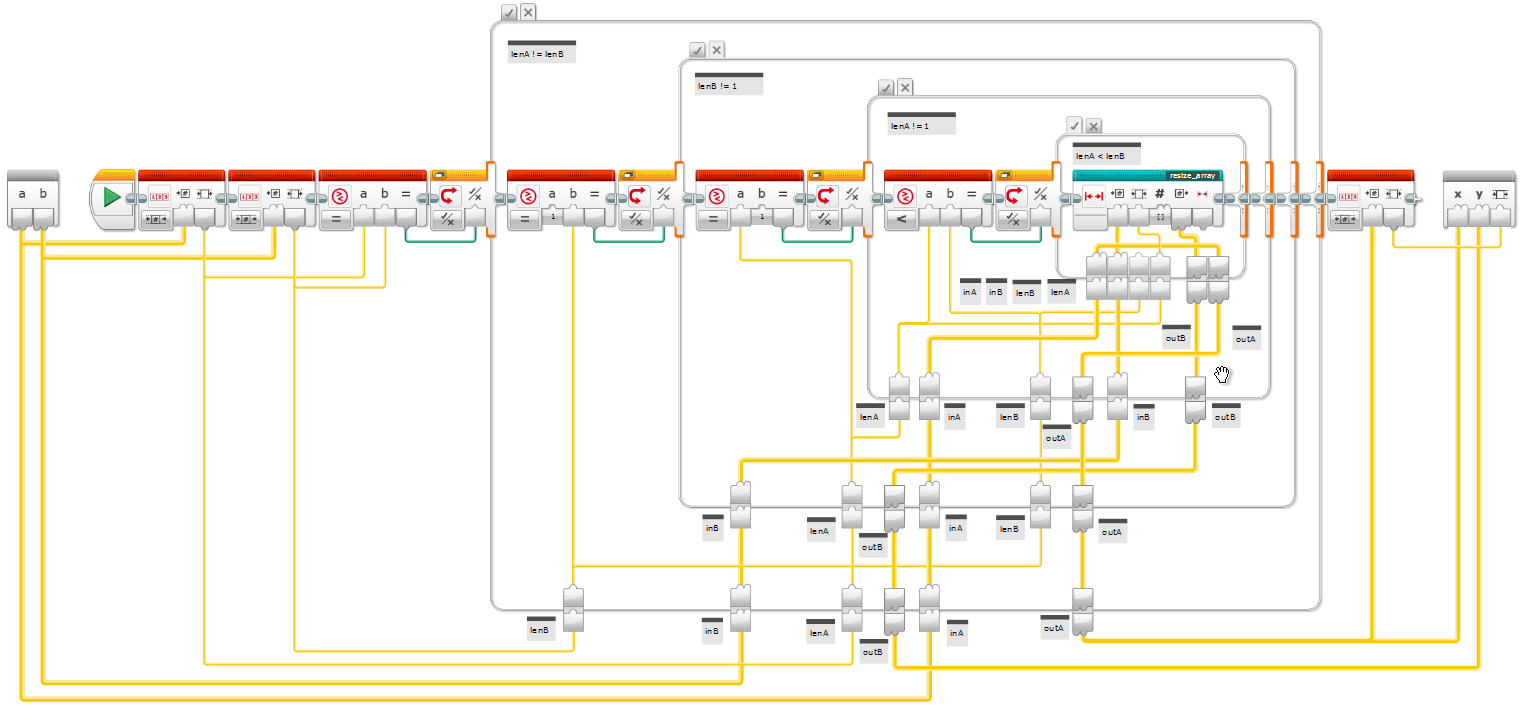 lenA != lenB
lenB != 1
lenA != 1
lenA < lenB
resize_array
a b
a b =
a b =
a b =
a b =
#
x y
=
=
1
=
1
<
[]
inA
inB
lenB
lenA
outB
outA
lenA
inA
lenB
outA
inB
outB
inB
lenA
outB
inA
lenB
outA
lenB
inB
lenA
outB
inA
outA